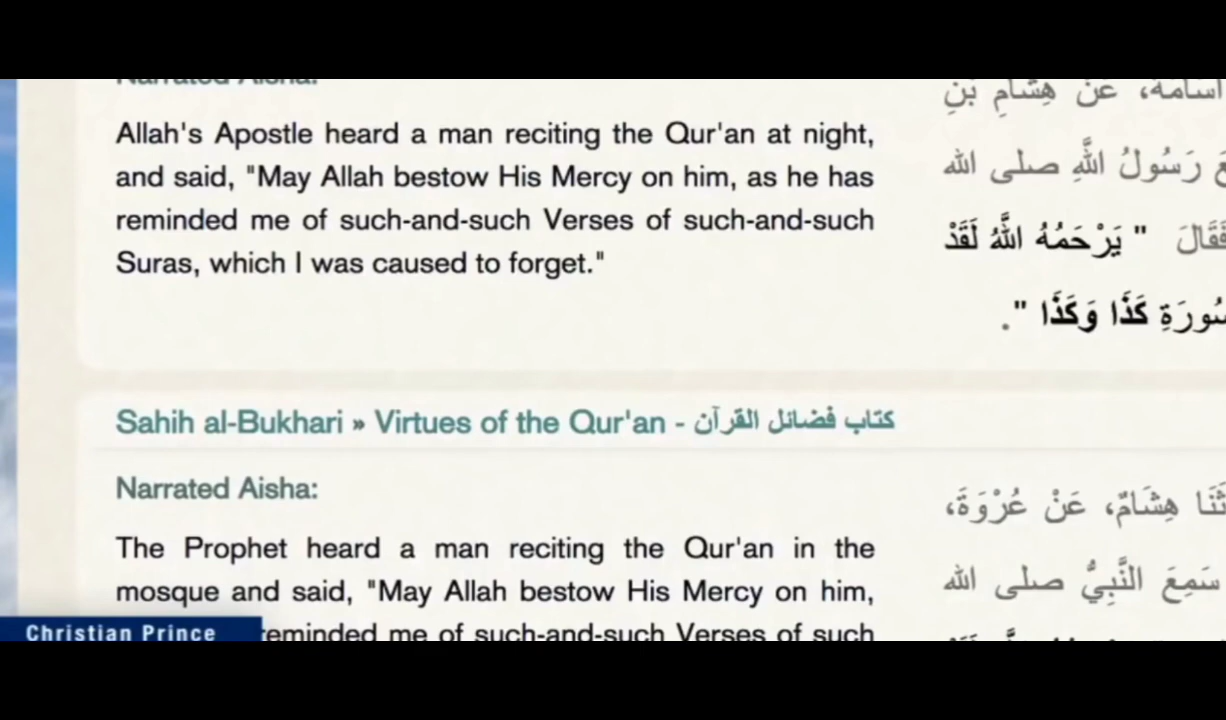 Allah's Apostle heard a man reciting the Qur'an at night,
and said, "May Allah bestow His Mercy on him, as he has
reminded me of such-and-such Verses of such-and-such
Suras, which I was caused to forget."
أسامة، عن هشام بن
رَسُولُ اللَّهِ صلى الله
فَقَالَ " يَرْحَمُهُ اللَّهُ لَقَدْ
سُورَةِ كَذَا وَكَذَا ".
Sahih al-Bukhari » Virtues of the Qur'an - كتاب فضائل القرآن
Narrated Aisha:
The Prophet heard a man reciting the Qur'an in the
mosque and said, "May Allah bestow His Mercy on him,
reminded me of such-and-such Verses of such
هِشَامٌ، عَنْ عُرْوَةَ،
سَمِعَ النَّبِيُّ صلى الله
Christian Prince